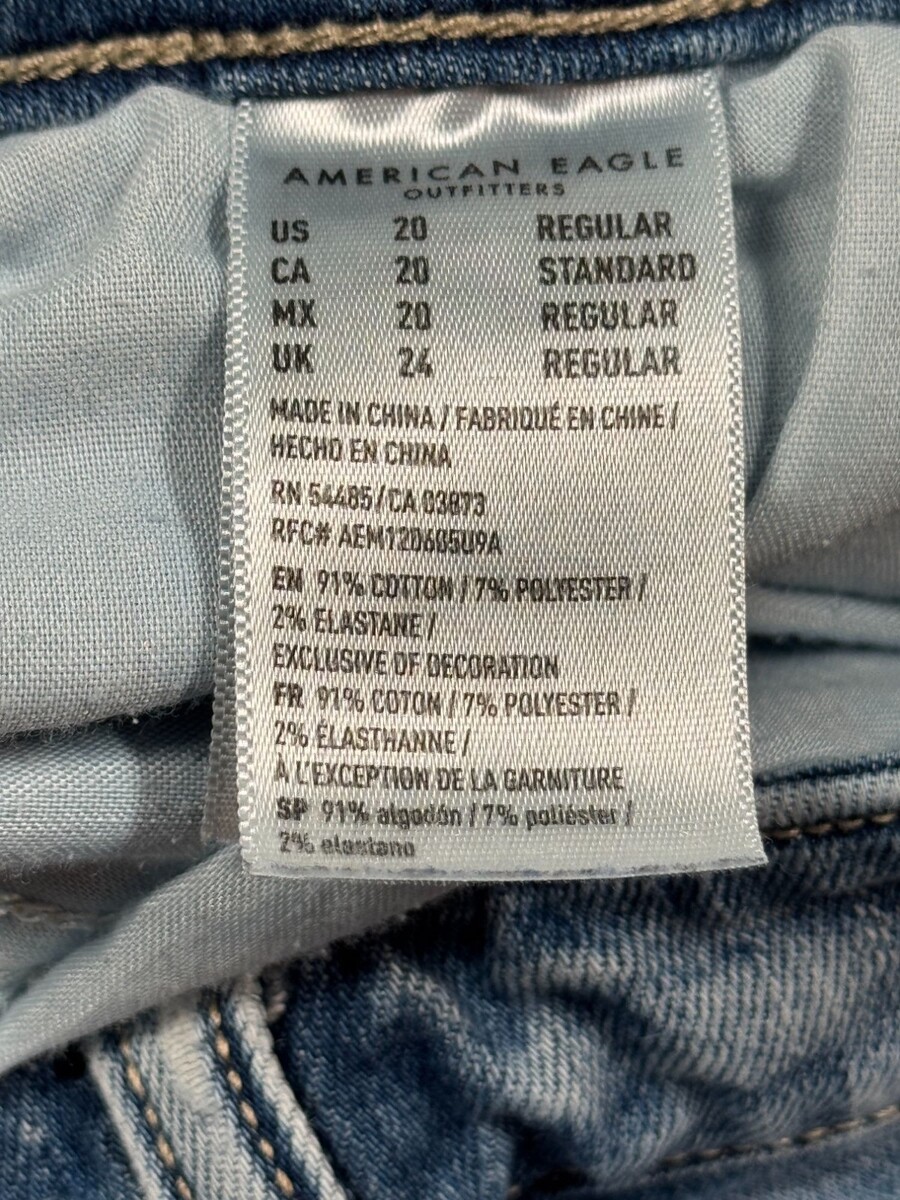 AMERICAN EAGLE
OUTFITTERS
US 20 REGULAR
CA 20 STANDARD
MX 20 REGULAR
UK 24 REGULAR
MADE IN CHINA / FABRIQUÉ EN CHINE /
HECHO EN CHINA
RN 54485 / CA 03873
RFC# AEM120605U9A
EN 91% COTTON / 7% POLYESTER /
2% ELASTANE /
EXCLUSIVE OF DECORATION
FR 91% COTON / 7% POLYESTER /
2% ÉLASTHANNE /
À L'EXCEPTION DE LA GARNITURE
SP 91% algodón / 7% poliéster /
2% elastano